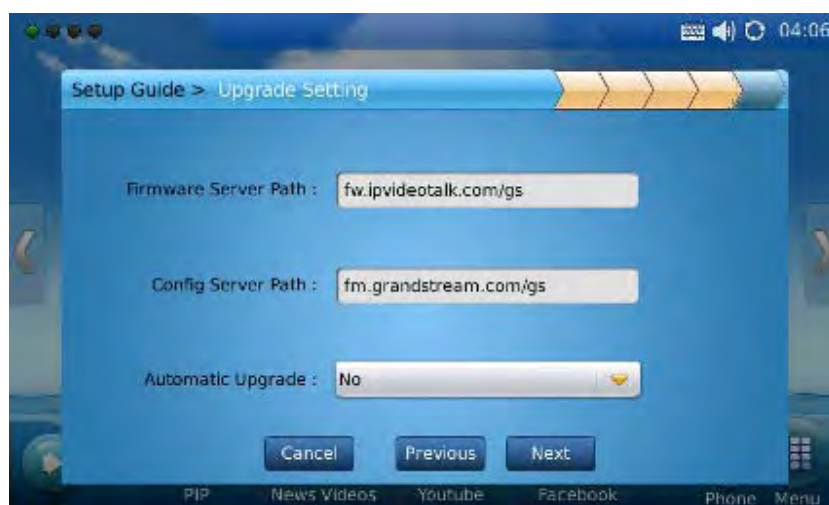 04:06
Setup Guide > Upgrade Setting
Firmware Server Path : fw.ipvideotalk.com/gs
Config Server Path : fm.grandstream.com/gs
Automatic Upgrade : No
Cancel Previous Next
PIP News Videos Youtube Facebook Phone Menu